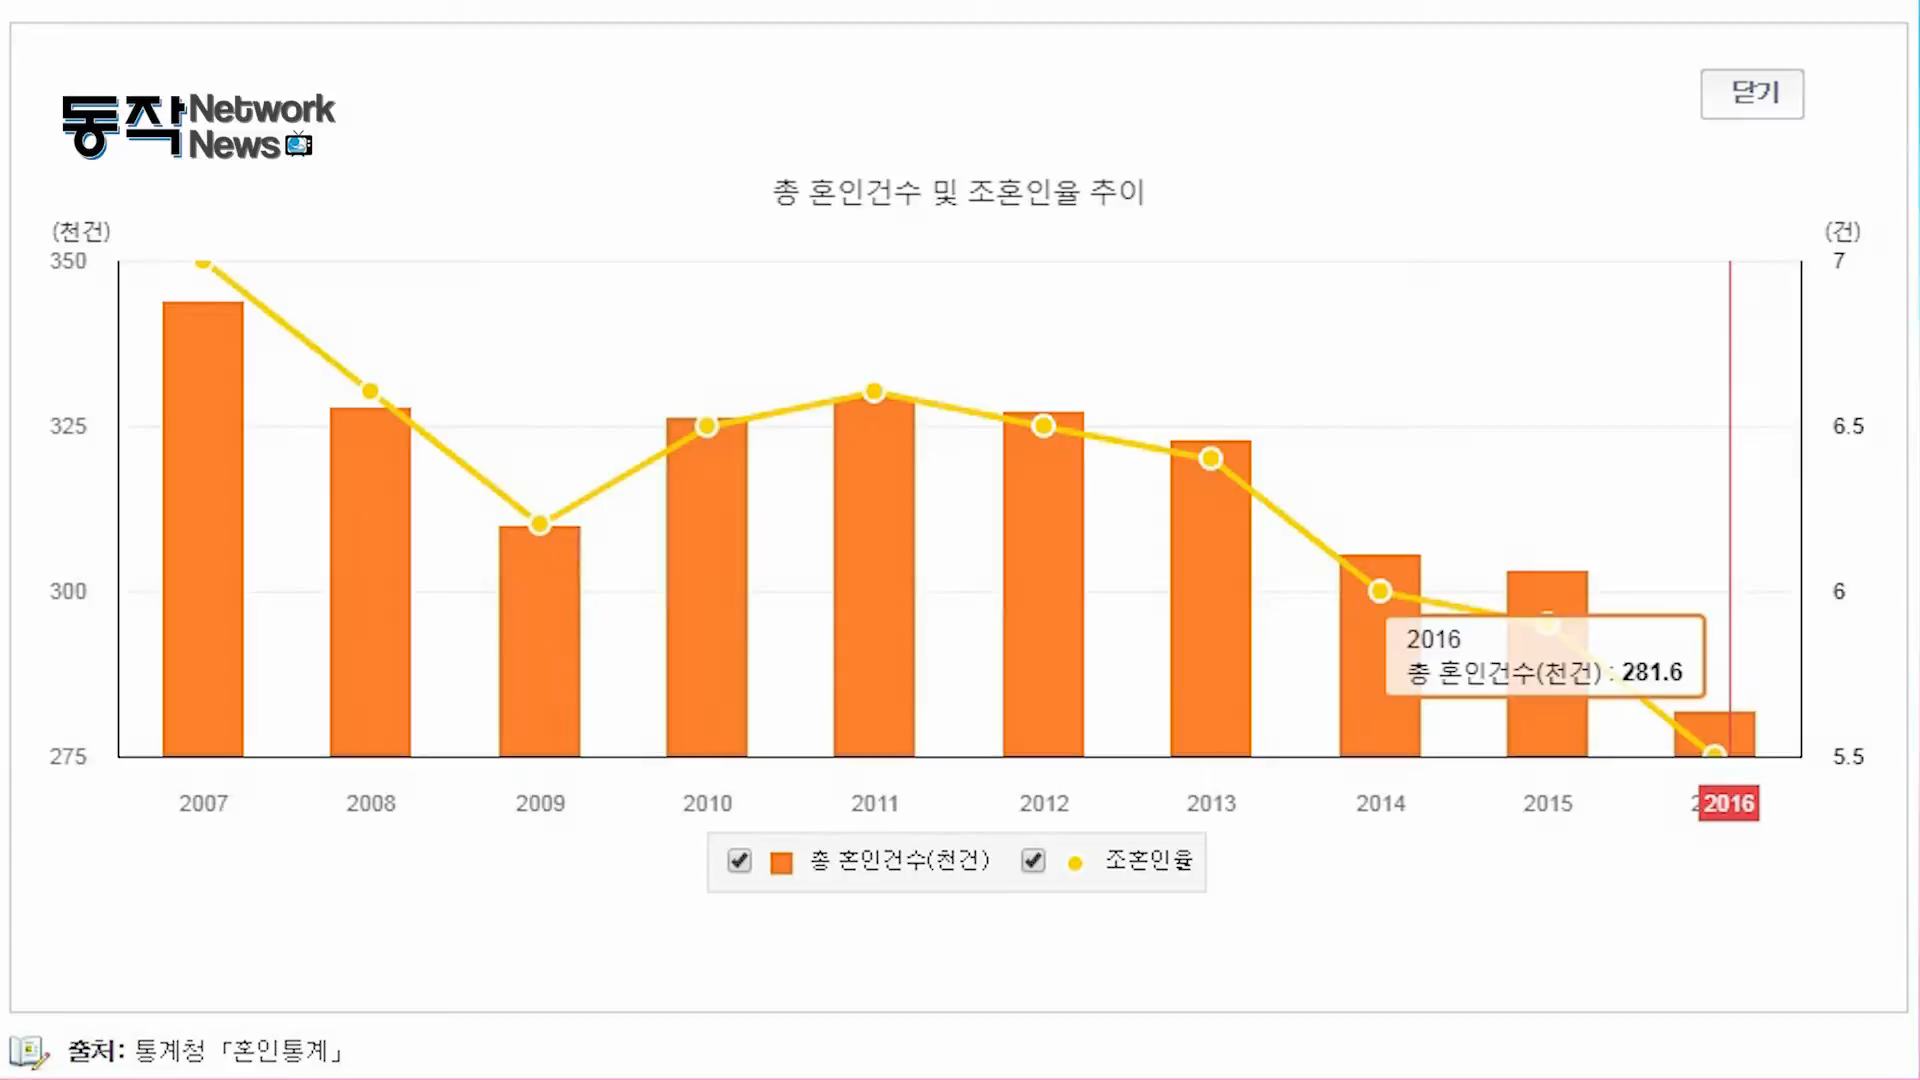 동작 Network
News
닫기
총 혼인건수 및 조혼인율 추이
(천건)
(건)
350
7
325
6.5
300
6
2016
총 혼인건수(천건) : 281.6
275
5.5
2007 2008 2009 2010 2011 2012 2013 2014 2015 2016
총 혼인건수(천건) 조혼인율
출처: 통계청 「혼인통계」